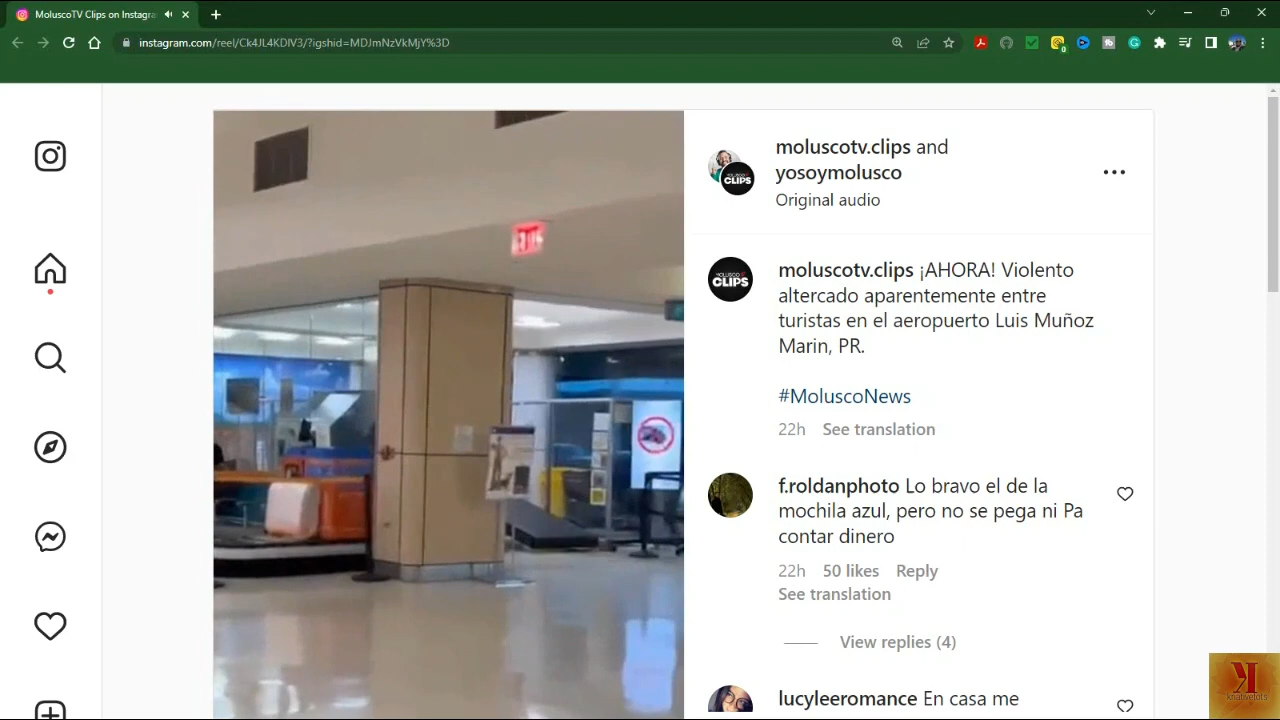 MoluscoTV Clips on Instagra
instagram.com/reel/Ck4JL4KDlV3/?igshid=MDJmNzVkMjY%3D
EXIT
moluscotv.clips and
yosoymolusco
Original audio
CLIPS
MOLUSCO
CLIPS
moluscotv.clips ¡AHORA! Violento
altercado aparentemente entre
turistas en el aeropuerto Luis Muñoz
Marin, PR.
#MoluscoNews
22h See translation
f.roldanphoto Lo bravo el de la
mochila azul, pero no se pega ni Pa
contar dinero
22h 50 likes Reply
See translation
View replies (4)
lucyleeromance En casa me
K